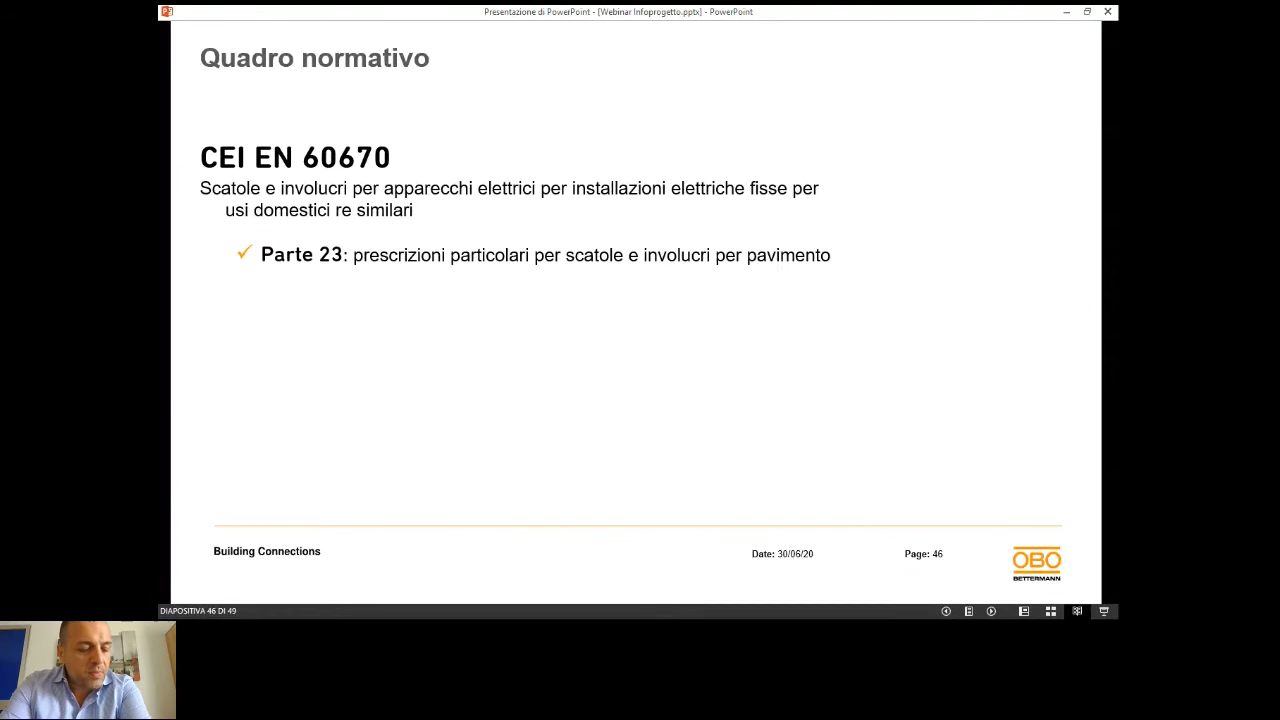 Presentazione di PowerPoint - [Webinar Infoprogetto.pptx] - PowerPoint
Quadro normativo
CEI EN 60670
Scatole e involucri per apparecchi elettrici per installazioni elettriche fisse per
usi domestici re similari
✓ Parte 23: prescrizioni particolari per scatole e involucri per pavimento
Building Connections
Date: 30/06/20
Page: 46
OBO
BETTERMANN
DIAPOSITIVA 46 DI 49